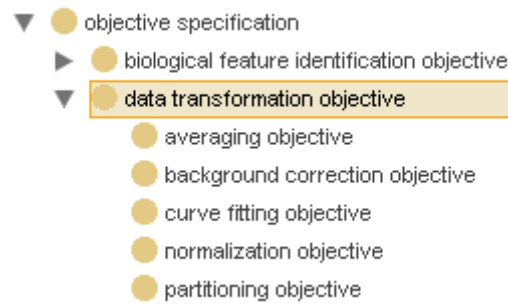 objective specification
biological feature identification objective
data transformation objective
averaging objective
background correction objective
curve fitting objective
normalization objective
partitioning objective